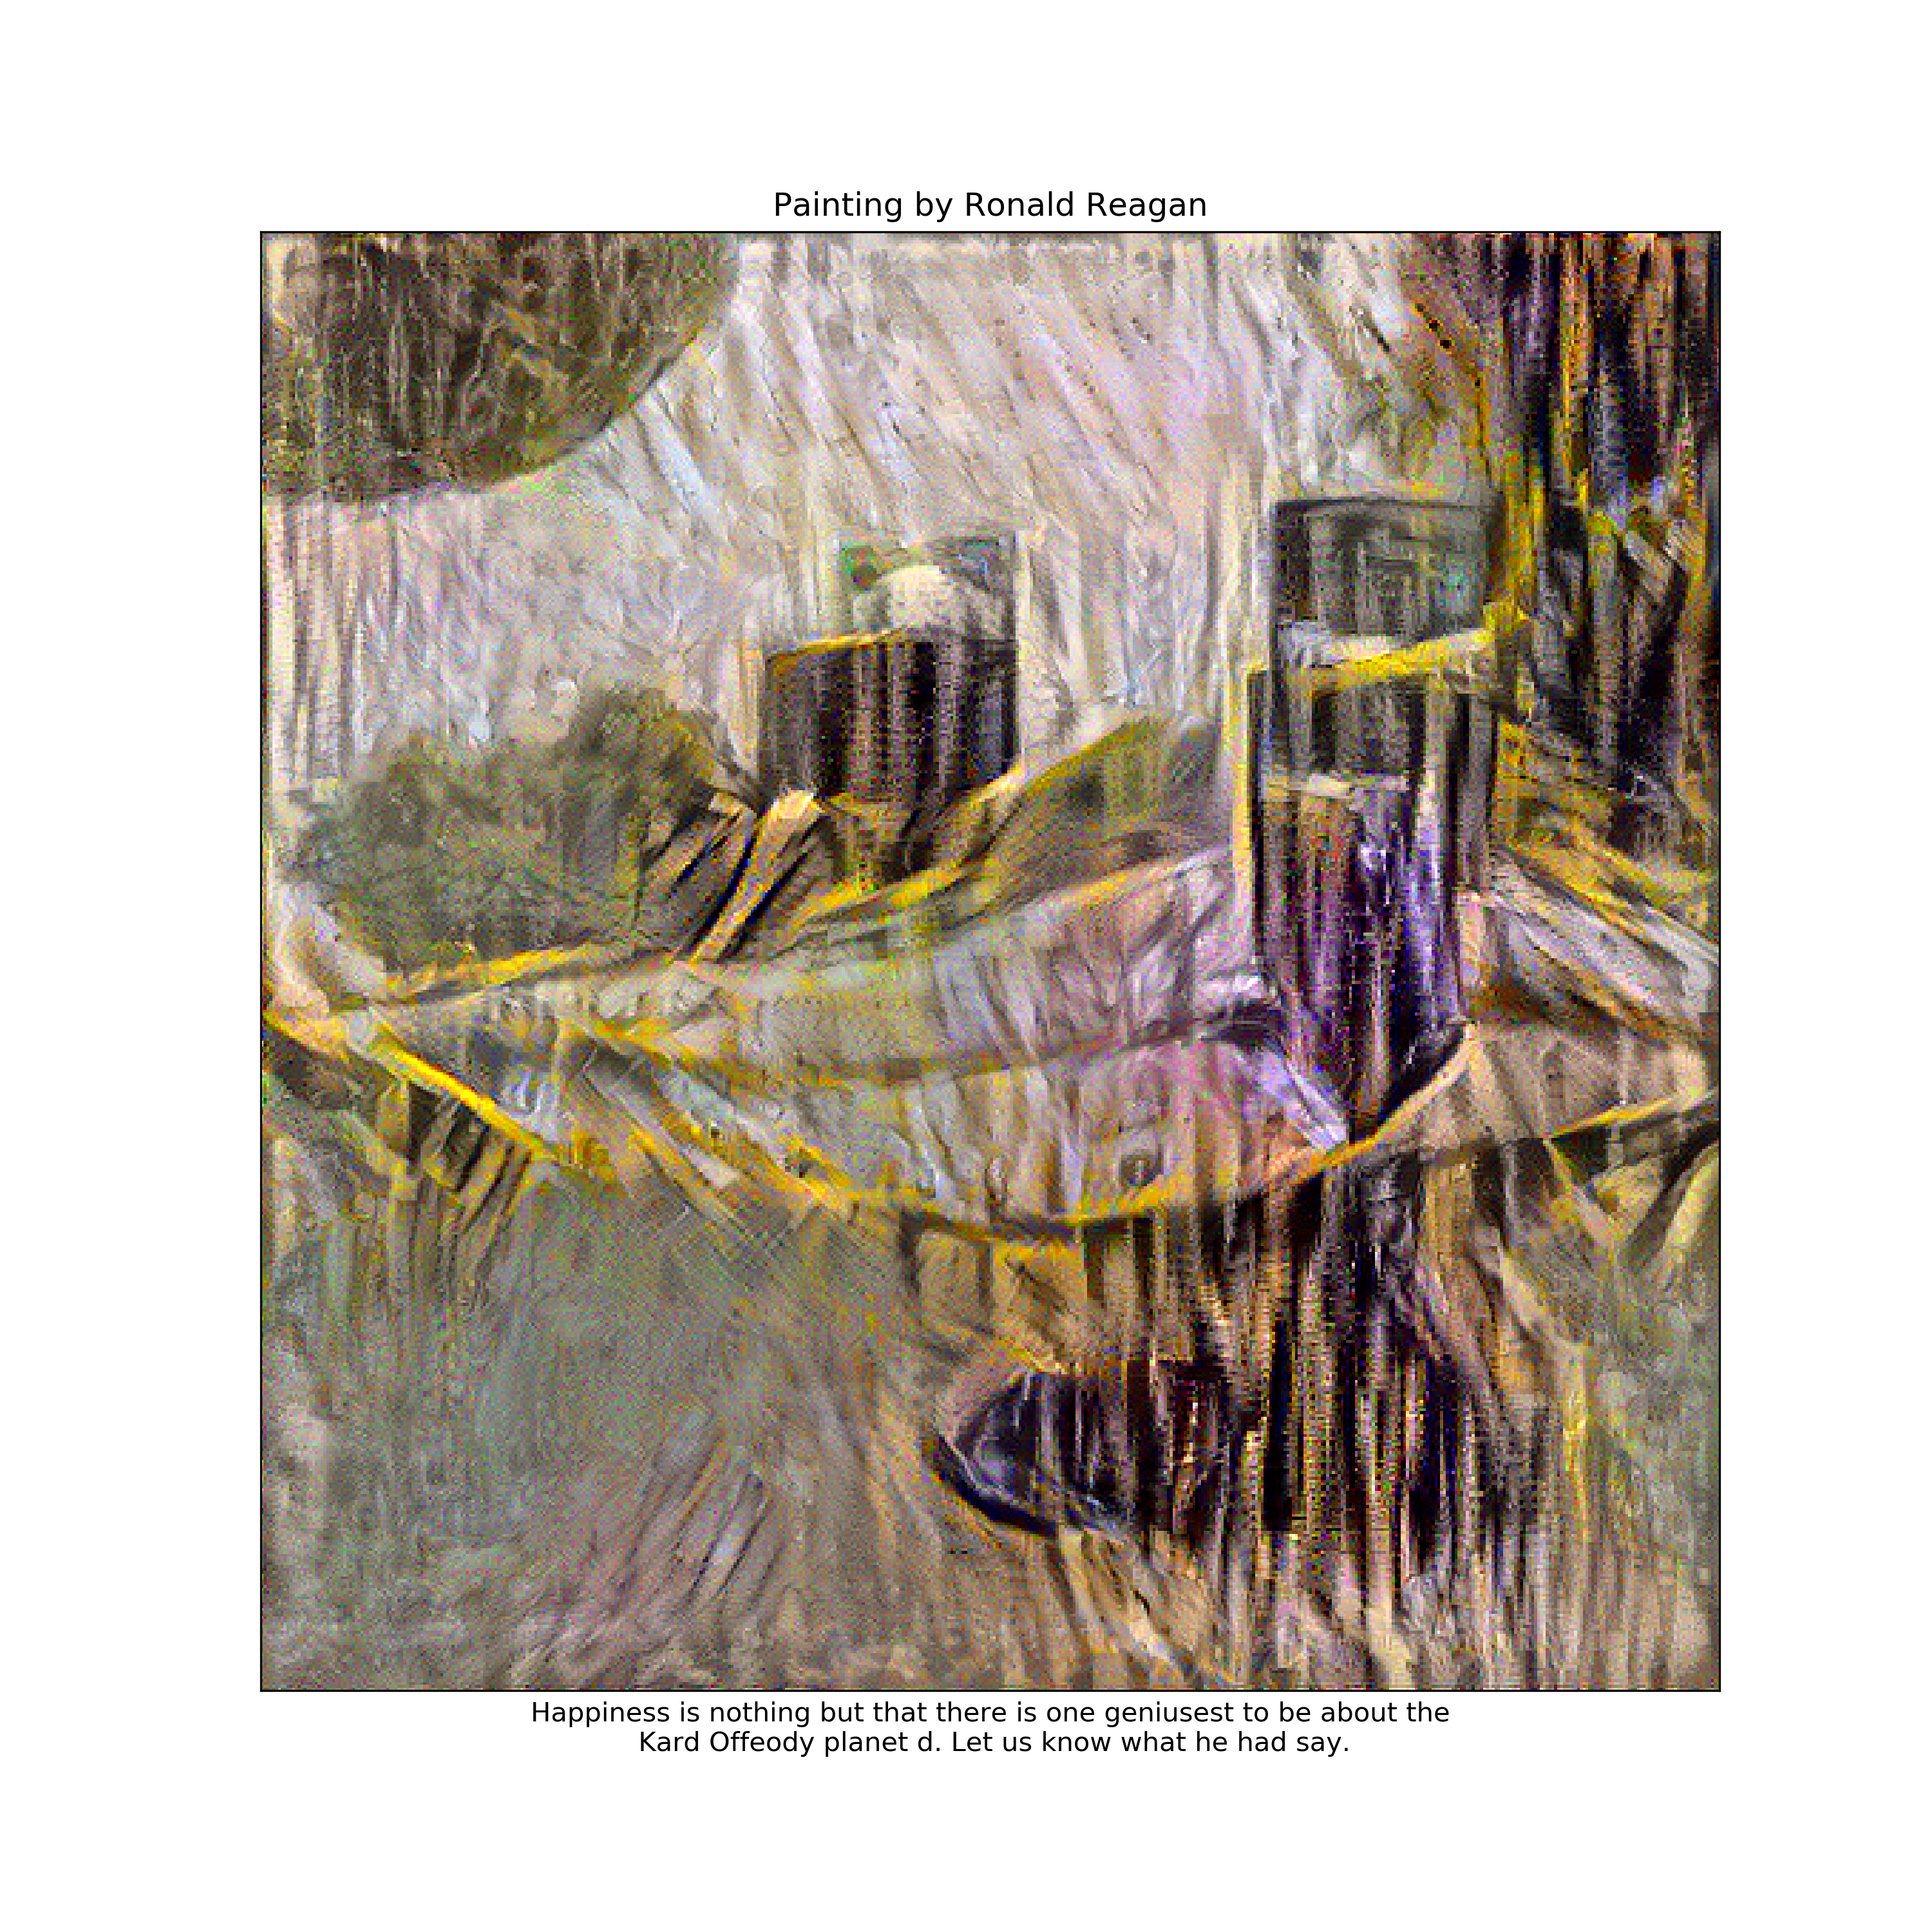 Painting by Ronald Reagan
Happiness is nothing but that there is one geniusest to be about the
Kard Offeody planet d. Let us know what he had say.